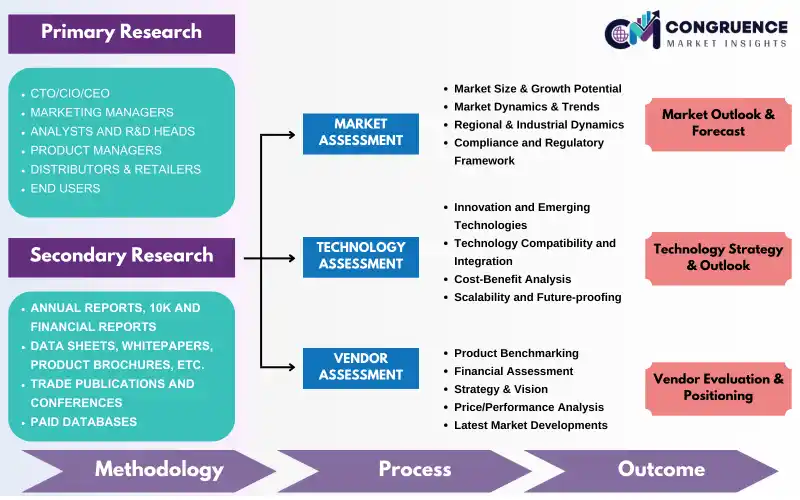 Primary Research
CTO/CIO/CEO
MARKETING MANAGERS
ANALYSTS AND R&D HEADS
PRODUCT MANAGERS
DISTRIBUTORS & RETAILERS
END USERS
Secondary Research
ANNUAL REPORTS, 10K AND
FINANCIAL REPORTS
DATA SHEETS, WHITEPAPERS,
PRODUCT BROCHURES, ETC.
TRADE PUBLICATIONS AND
CONFERENCES
PAID DATABASES
MARKET
ASSESSMENT
TECHNOLOGY
ASSESSMENT
VENDOR
ASSESSMENT
Market Size & Growth Potential
Market Dynamics & Trends
Regional & Industrial Dynamics
Compliance and Regulatory
Framework
Innovation and Emerging
Technologies
Technology Compatibility and
Integration
Cost-Benefit Analysis
Scalability and Future-proofing
Product Benchmarking
Financial Assessment
Strategy & Vision
Price/Performance Analysis
Latest Market Developments
CM CONGRUENCE
MARKET INSIGHTS
Market Outlook &
Forecast
Technology Strategy
& Outlook
Vendor Evaluation &
Positioning
Methodology
Process
Outcome